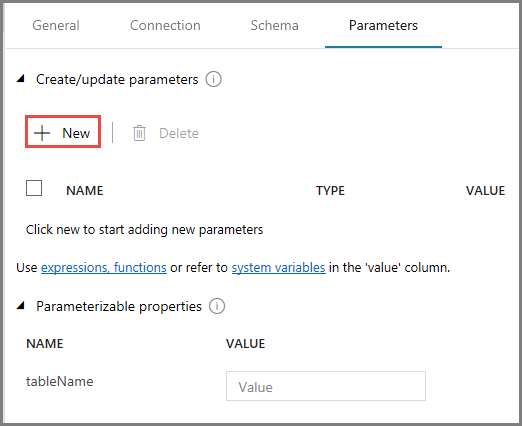 General Connection Schema Parameters
Create/update parameters
New Delete
NAME TYPE VALUE
Click new to start adding new parameters
Use expressions, functions or refer to system variables in the 'value' column.
Parameterizable properties
NAME VALUE
tableName Value